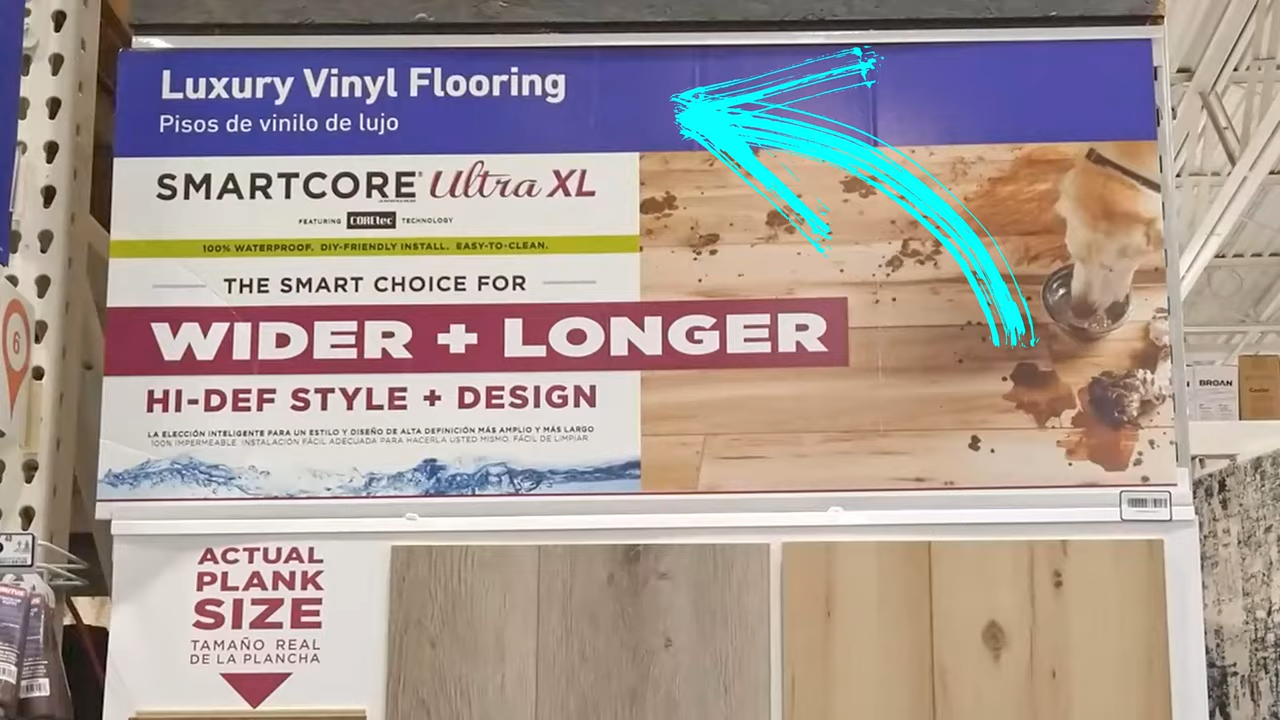 Luxury Vinyl Flooring
Pisos de vinilo de lujo
SMARTCORE® Ultra XL
FEATURING COREtec TECHNOLOGY
100% WATERPROOF. DIY-FRIENDLY INSTALL. EASY-TO-CLEAN.
THE SMART CHOICE FOR
WIDER + LONGER
HI-DEF STYLE + DESIGN
LA ELECCIÓN INTELIGENTE PARA UN ESTILO Y DISEÑO DE ALTA DEFINICIÓN MÁS AMPLIO Y MÁS LARGO
100% IMPERMEABLE. INSTALACIÓN FÁCIL ADECUADA PARA HACERLA USTED MISMO. FÁCIL DE LIMPIAR.
6
BROAN
ACTUAL
PLANK
SIZE
TAMAÑO REAL
DE LA PLANCHA